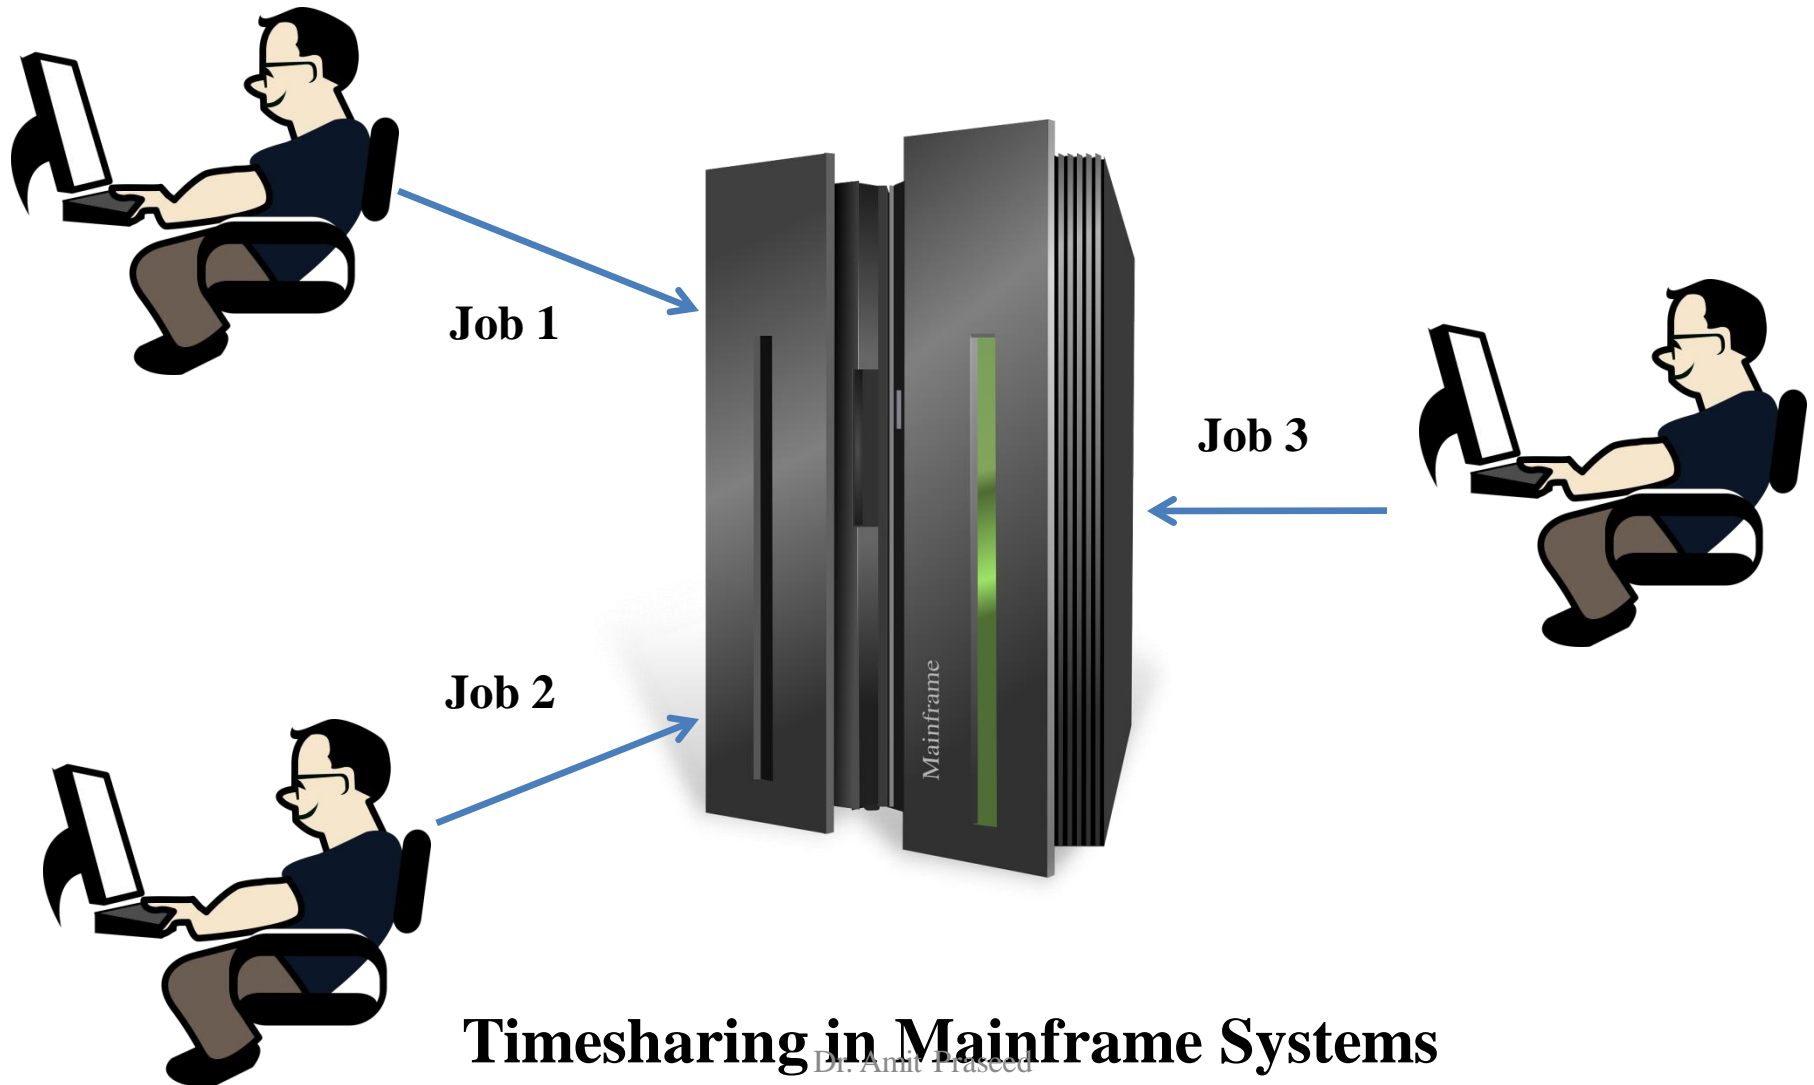 Job 1
Job 3
Job 2
Mainframe
Timesharing in Mainframe Systems
Dr. Amit Praseed